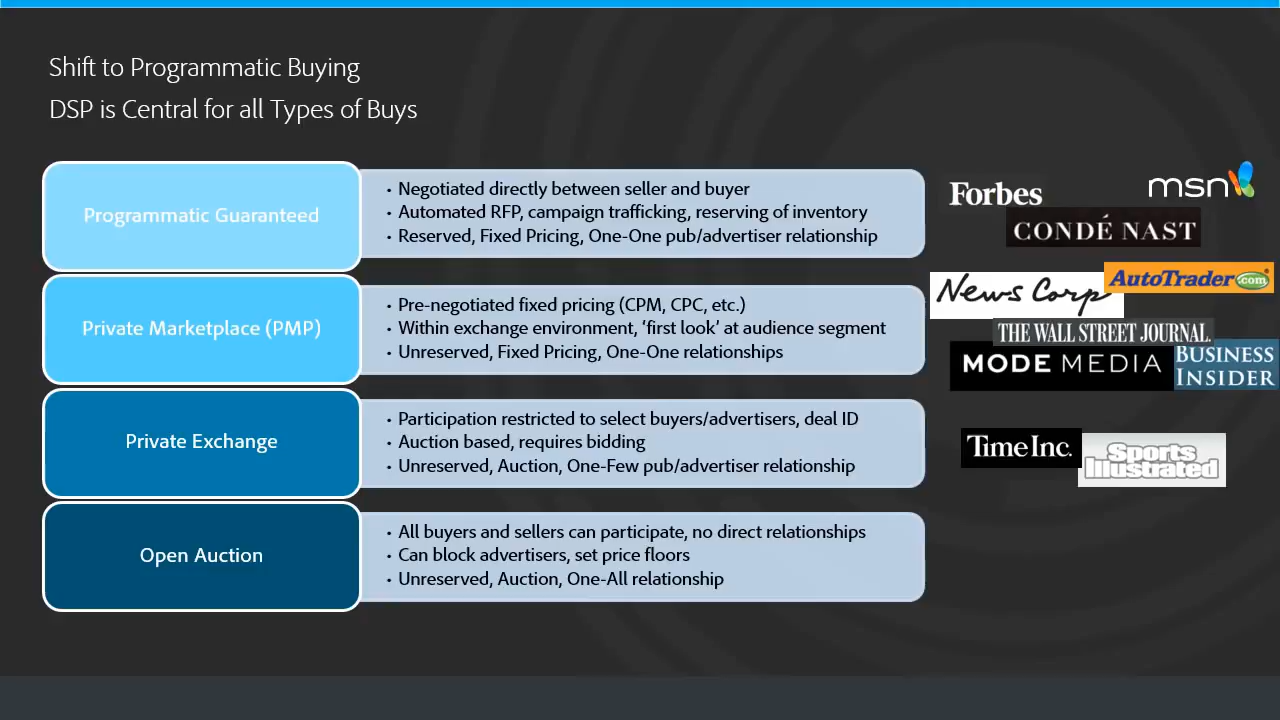 Shift to Programmatic Buying
DSP is Central for all Types of Buys
Programmatic Guaranteed
• Negotiated directly between seller and buyer
• Automated RFP, campaign trafficking, reserving of inventory
• Reserved, Fixed Pricing, One-One pub/advertiser relationship
Forbes
msn
CONDÉ NAST
Private Marketplace (PMP)
• Pre-negotiated fixed pricing (CPM, CPC, etc.)
• Within exchange environment, ‘first look’ at audience segment
• Unreserved, Fixed Pricing, One-One relationships
News Corp
AutoTrader.com
THE WALL STREET JOURNAL.
MODE MEDIA
BUSINESS
INSIDER
Private Exchange
• Participation restricted to select buyers/advertisers, deal ID
• Auction based, requires bidding
• Unreserved, Auction, One-Few pub/advertiser relationship
Time Inc.
Sports
Illustrated
Open Auction
• All buyers and sellers can participate, no direct relationships
• Can block advertisers, set price floors
• Unreserved, Auction, One-All relationship